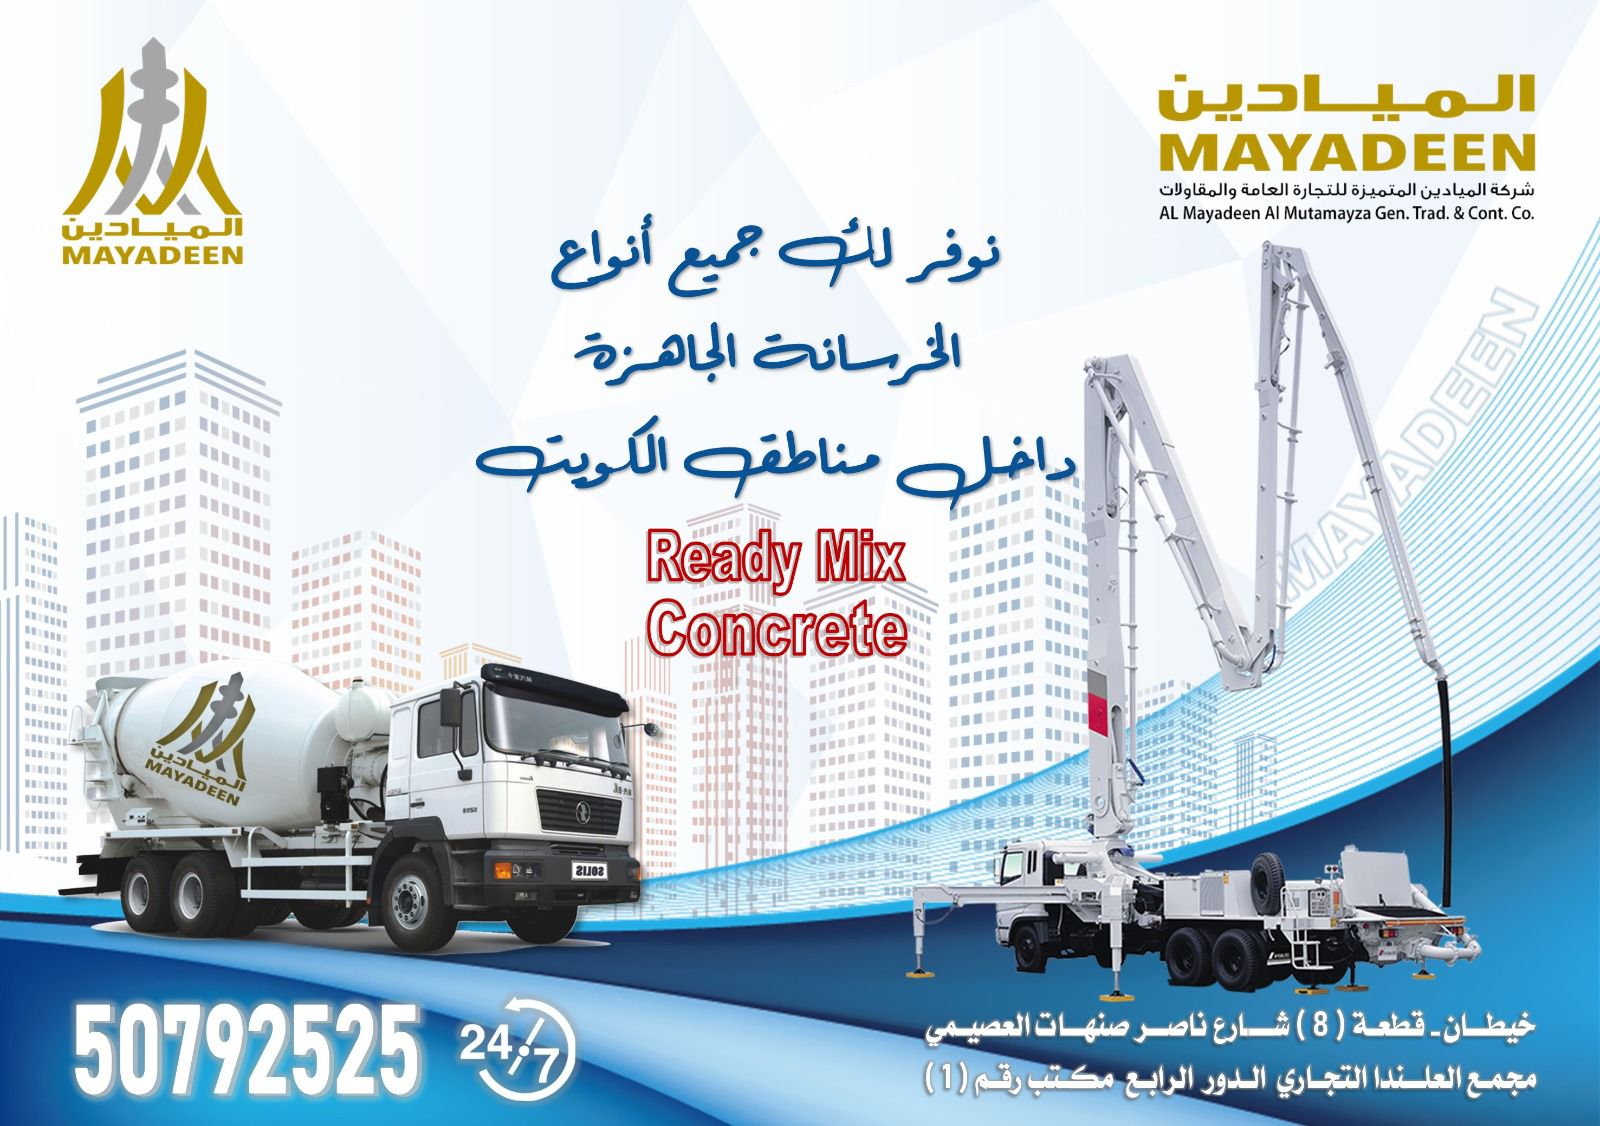 الميادين
MAYADEEN
الميادين
MAYADEEN
شركة الميادين المتميزة للتجارة العامة والمقاولات
AL Mayadeen Al Mutamayza Gen. Trad. & Cont. Co.
نوفر لك جميع أنواع
الخرسانة الجاهزة
داخل مناطق الكويت
Ready Mix
Concrete
MAYADEEN
الميادين
MAYADEEN
SOLIS
50792525
24/7
خيطان - قطعة ( 8 ) شارع ناصر صنهات العصيمي
مجمع العلندا التجاري الدور الرابع مكتب رقم ( 1 )